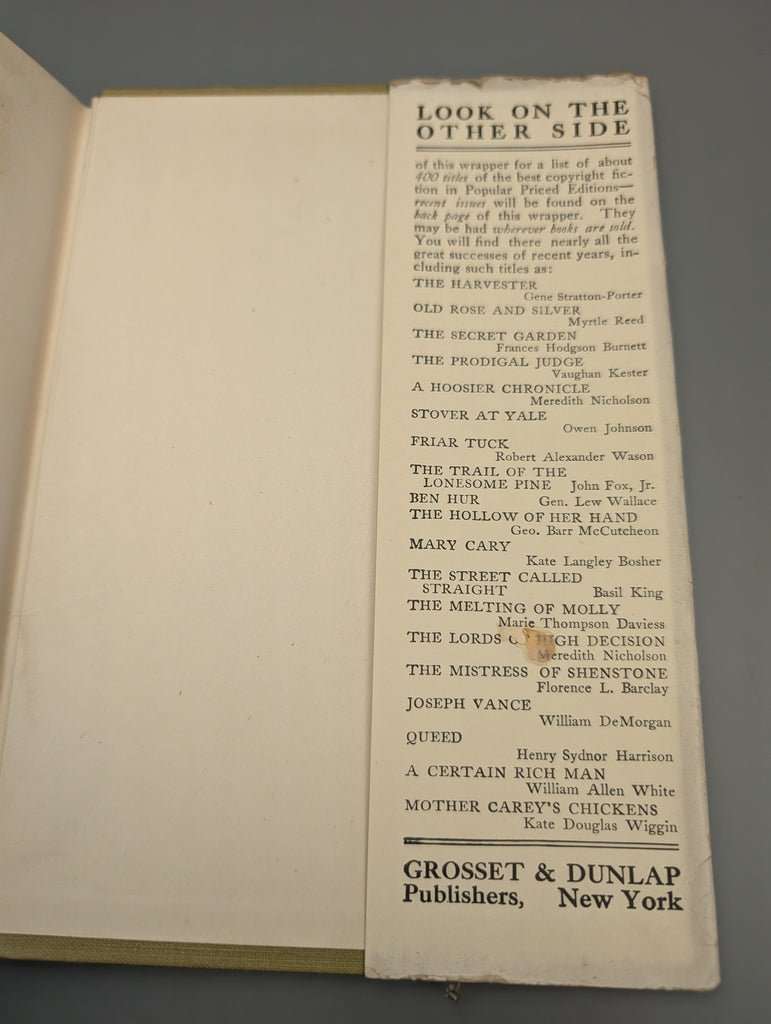 LOOK ON THE
OTHER SIDE
of this wrapper for a list of about
400 titles of the best copyright fic-
tion in Popular Priced Editions—
recent issues will be found on the
back page of this wrapper. They
may be had wherever books are sold.
You will find there nearly all the
great successes of recent years, in-
cluding such titles as:
THE HARVESTER
Gene Stratton-Porter
OLD ROSE AND SILVER
Myrtle Reed
THE SECRET GARDEN
Frances Hodgson Burnett
THE PRODIGAL JUDGE
Vaughan Kester
A HOOSIER CHRONICLE
Meredith Nicholson
STOVER AT YALE
Owen Johnson
FRIAR TUCK
Robert Alexander Wason
THE TRAIL OF THE
LONESOME PINE John Fox, Jr.
BEN HUR Gen. Lew Wallace
THE HOLLOW OF HER HAND
Geo. Barr McCutcheon
MARY CARY
Kate Langley Bosher
THE STREET CALLED
STRAIGHT Basil King
THE MELTING OF MOLLY
Marie Thompson Daviess
THE LORDS DECISION
Meredith Nicholson
THE MISTRESS OF SHENSTONE
Florence L. Barclay
JOSEPH VANCE
William DeMorgan
QUEED
Henry Sydnor Harrison
A CERTAIN RICH MAN
William Allen White
MOTHER CAREY'S CHICKENS
Kate Douglas Wiggin
GROSSET & DUNLAP
Publishers, New York